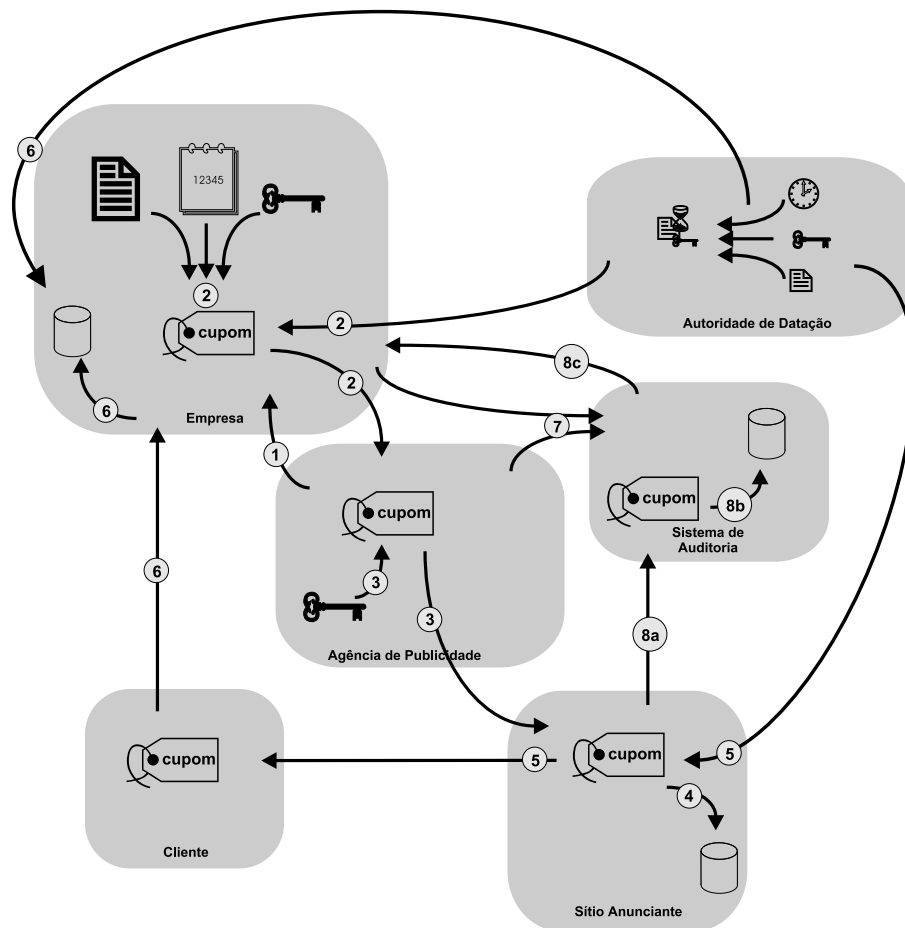 6
12345
2
cupom
2
Autoridade de Datação
2
8c
6
Empresa
1
7
cupom
8b
Sistema de
Auditoria
cupom
3
6
3
8a
Agência de Publicidade
cupom
5
cupom
5
4
Cliente
Sítio Anunciante